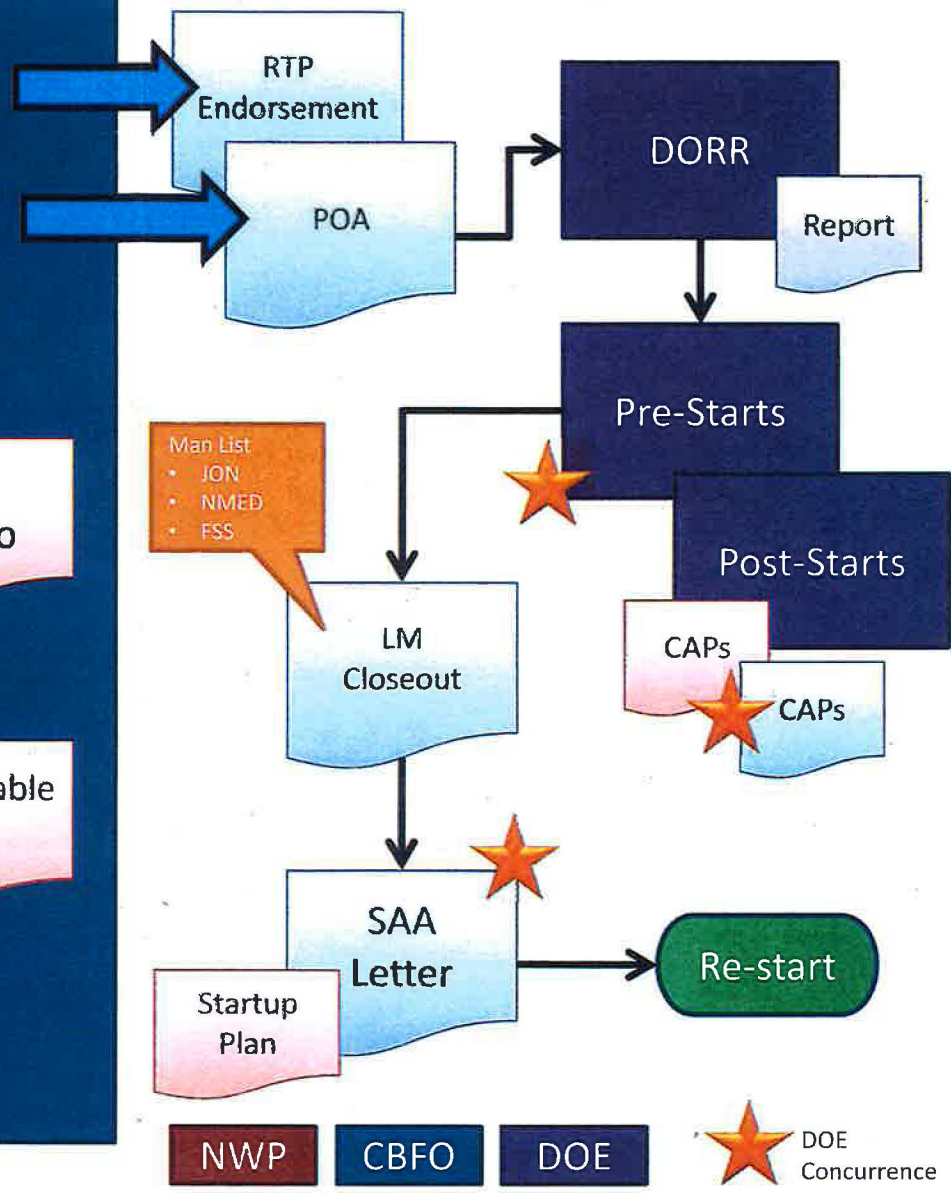 RTP
Endorsement
POA
DORR
Report
Pre-Starts
Man List
• JON
• NMED
• FSS
o
Post-Starts
LM
Closeout
CAPs
CAPs
able
SAA
Letter
Re-start
Startup
Plan
NWP
CBFO
DOE
DOE
Concurrence